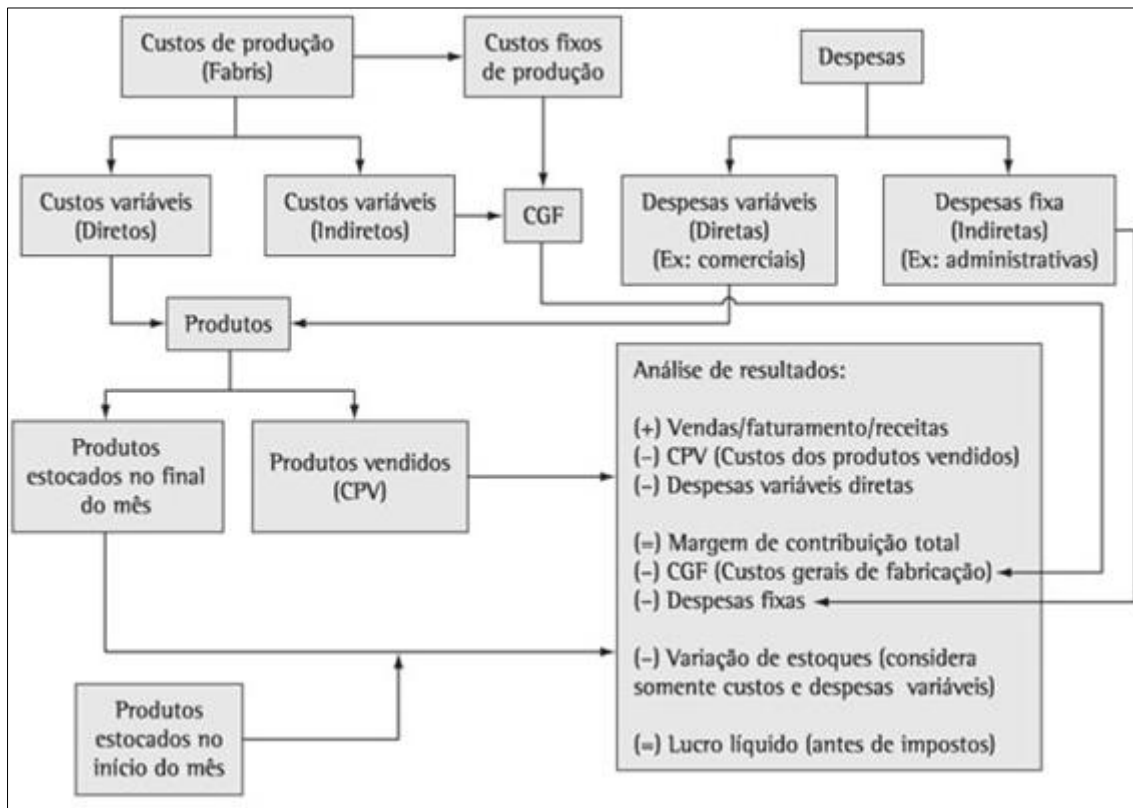 Custos de produção
(Fabris)
Custos fixos
de produção
Despesas
Custos variáveis
(Diretos)
Custos variáveis
(Indiretos)
CGF
Despesas variáveis
(Diretas)
(Ex: comerciais)
Despesas fixa
(Indiretas)
(Ex: administrativas)
Produtos
Produtos
estocados no final
do mês
Produtos vendidos
(CPV)
Análise de resultados:
(+) Vendas/faturamento/receitas
(–) CPV (Custos dos produtos vendidos)
(–) Despesas variáveis diretas
(=) Margem de contribuição total
(–) CGF (Custos gerais de fabricação)
(–) Despesas fixas
(–) Variação de estoques (considera
somente custos e despesas variáveis)
(=) Lucro líquido (antes de impostos)
Produtos
estocados no
início do mês